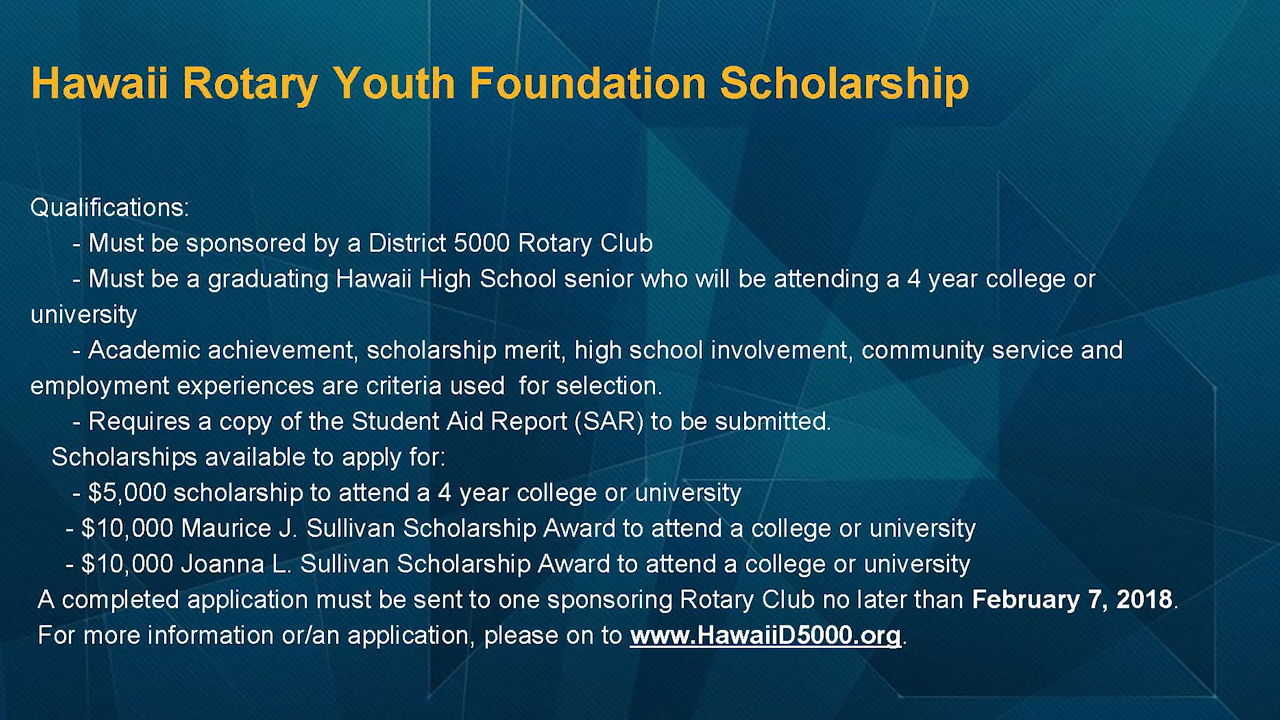 Hawaii Rotary Youth Foundation Scholarship
Qualifications:
- Must be sponsored by a District 5000 Rotary Club
- Must be a graduating Hawaii High School senior who will be attending a 4 year college or
university
- Academic achievement, scholarship merit, high school involvement, community service and
employment experiences are criteria used  for selection.
- Requires a copy of the Student Aid Report (SAR) to be submitted.
Scholarships available to apply for:
- $5,000 scholarship to attend a 4 year college or university
- $10,000 Maurice J. Sullivan Scholarship Award to attend a college or university
- $10,000 Joanna L. Sullivan Scholarship Award to attend a college or university
A completed application must be sent to one sponsoring Rotary Club no later than February 7, 2018.
For more information or/an application, please on to www.HawaiiD5000.org.